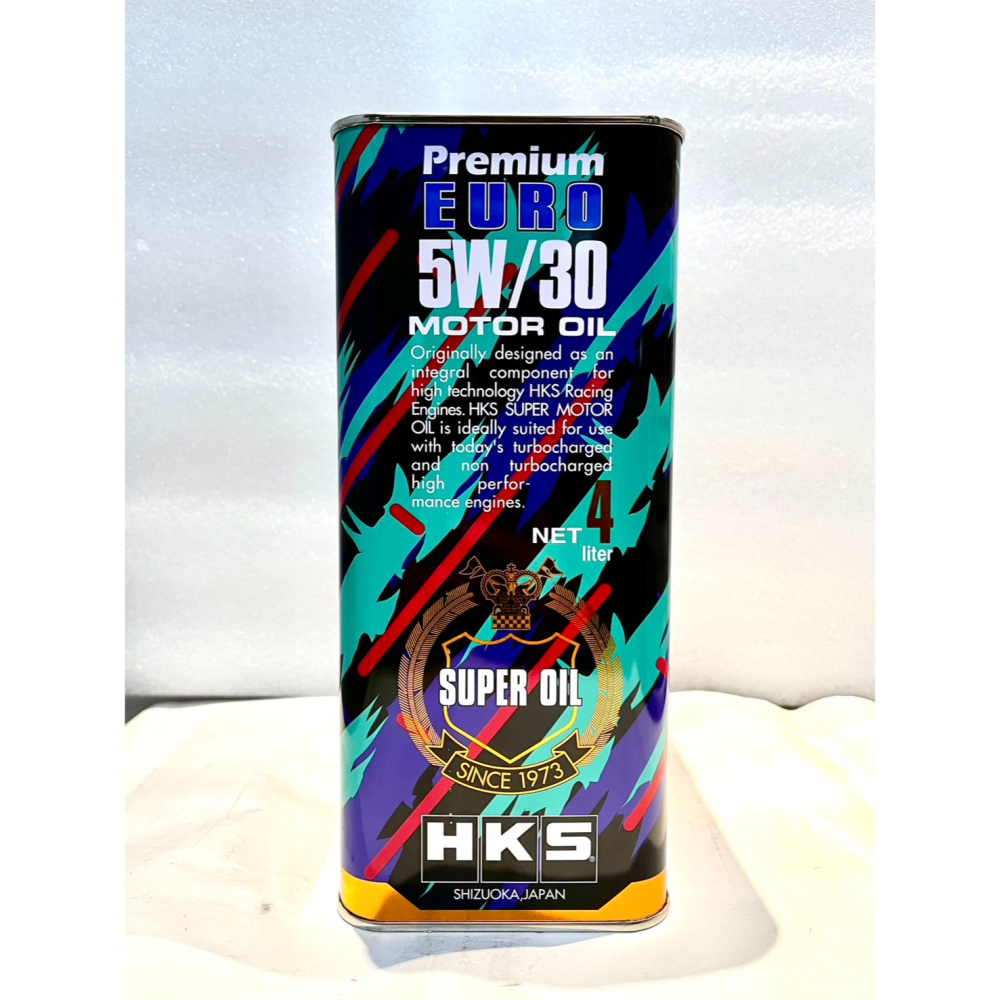 Premium
EURO
5W/30
MOTOR OIL
Originally designed as an
integral component for
high technology HKS Racing
Engines. HKS SUPER MOTOR
OIL is ideally suited for use
with today's turbocharged
and non turbocharged
high perfor-
mance engines.
NET 4
liter
SUPER OIL
SINCE 1973
HKS®
SHIZUOKA,JAPAN